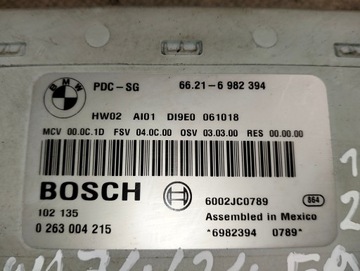 BMW PDC-SG 66.21-6 982 394
HW02 AI01 DI9E0 061018
MCV 00.0C.1D FSV 04.0C.00 OSV 03.03.00 RES 00.00.00
BOSCH 6002JC0789 864
102 135 Assembled in Mexico
0 263 004 215 *6982394 0789*
1
2